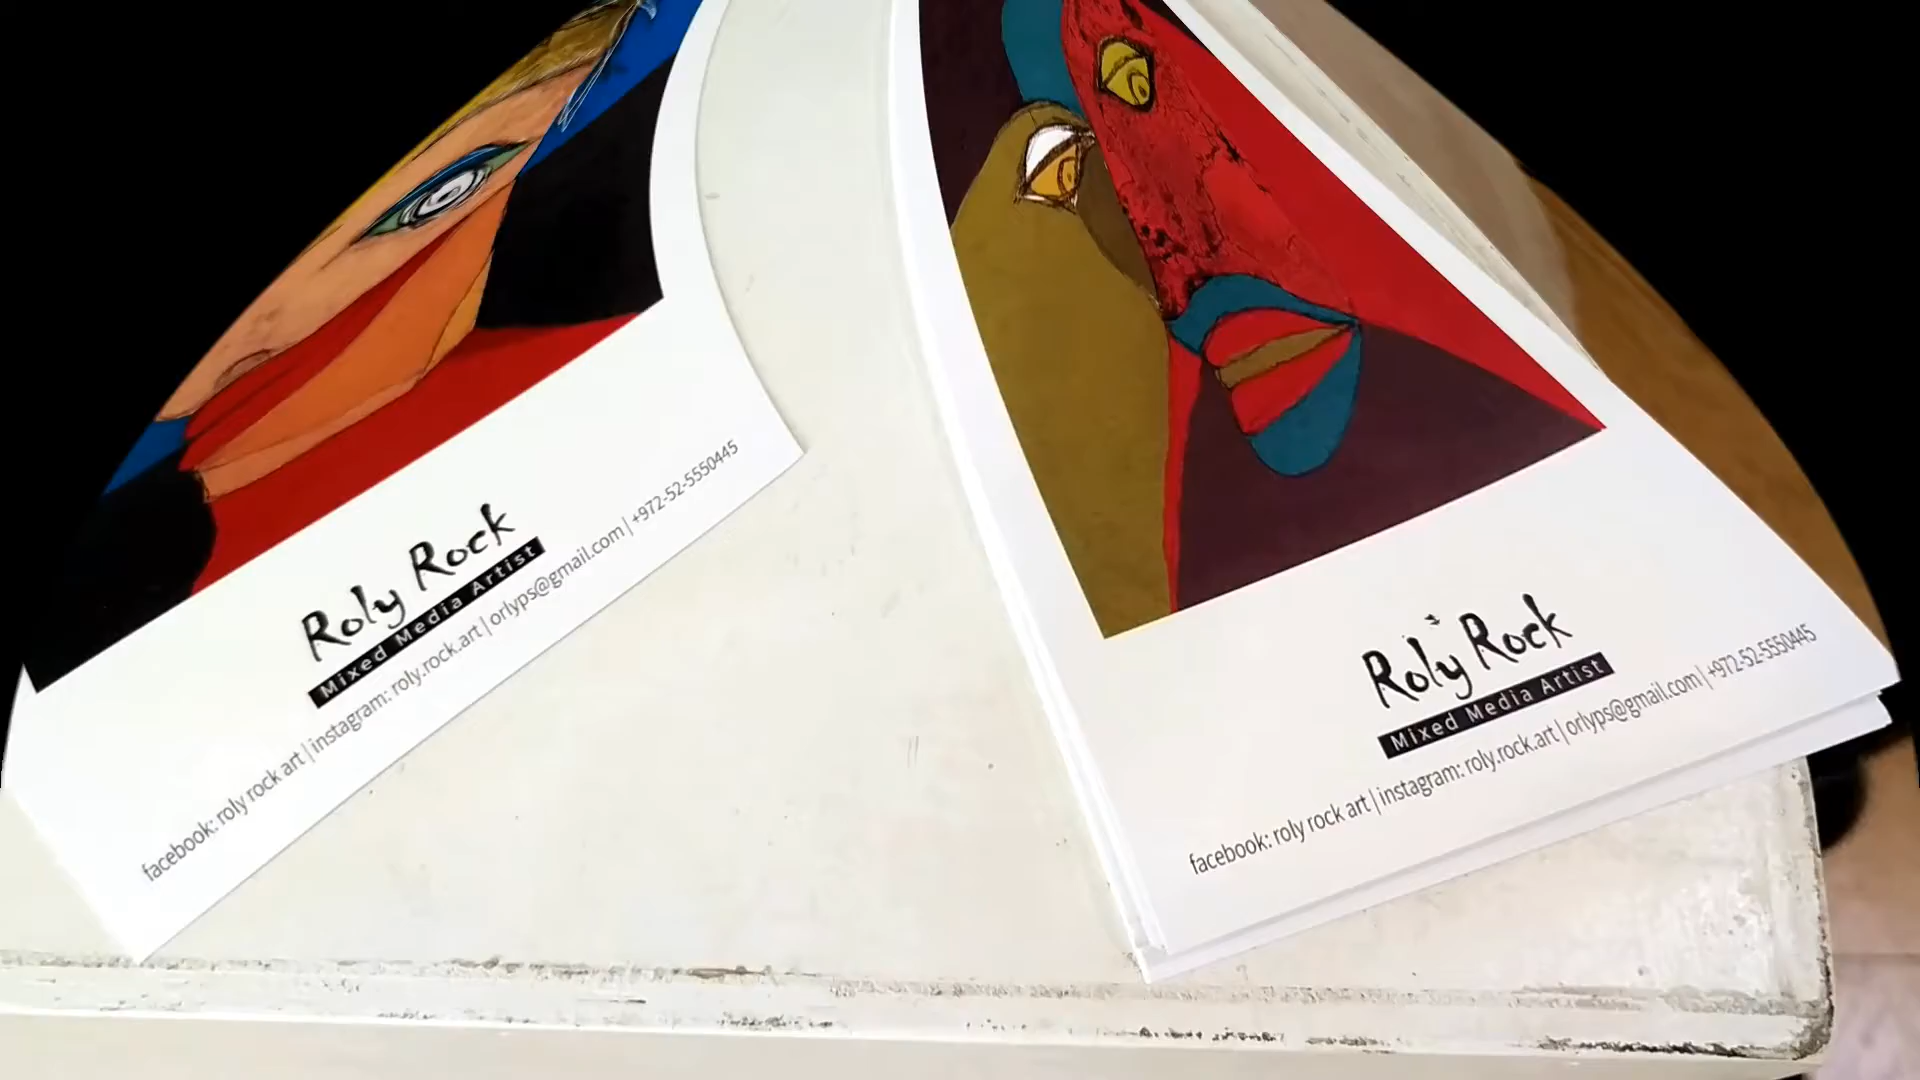 Roly Rock
Mixed Media Artist
facebook: roly rock art | instagram: roly.rock.art | orlyps@gmail.com | +972-52-5550445
Roly Rock
Mixed Media Artist
facebook: roly rock art | instagram: roly.rock.art | orlyps@gmail.com | +972-52-5550445